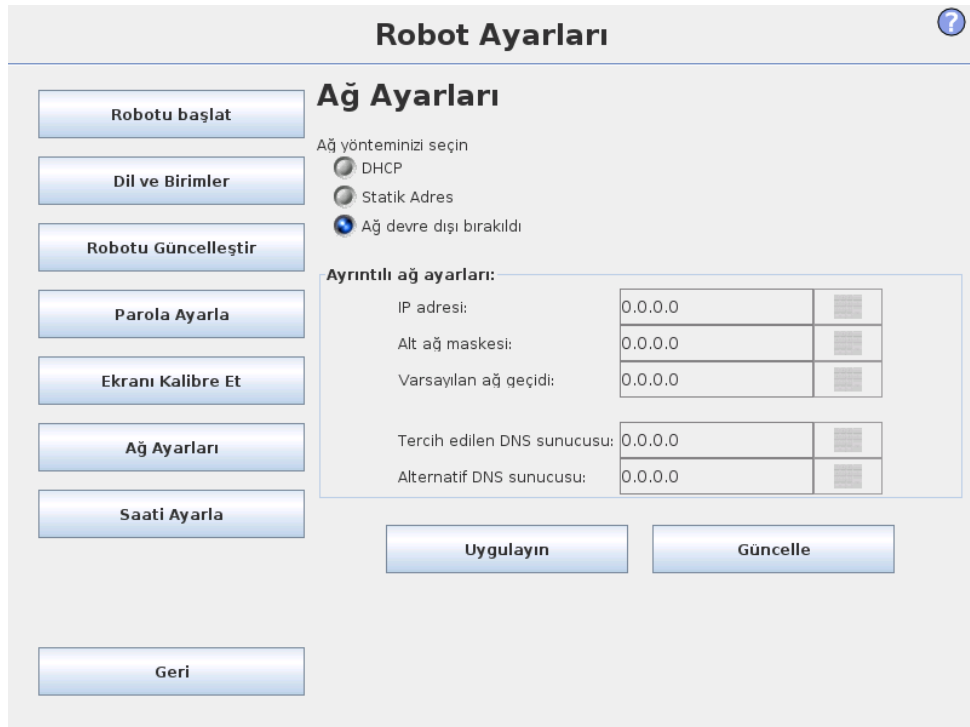 Robot Ayarları
?
Robotu başlat
Dil ve Birimler
Robotu Güncelleştir
Parola Ayarla
Ekranı Kalibre Et
Ağ Ayarları
Saati Ayarla
Geri
Ağ Ayarları
Ağ yönteminizi seçin
DHCP
Statik Adres
Ağ devre dışı bırakıldı
Ayrıntılı ağ ayarları:
IP adresi: 0.0.0.0
Alt ağ maskesi: 0.0.0.0
Varsayılan ağ geçidi: 0.0.0.0
Tercih edilen DNS sunucusu: 0.0.0.0
Alternatif DNS sunucusu: 0.0.0.0
Uygulayın Güncelle